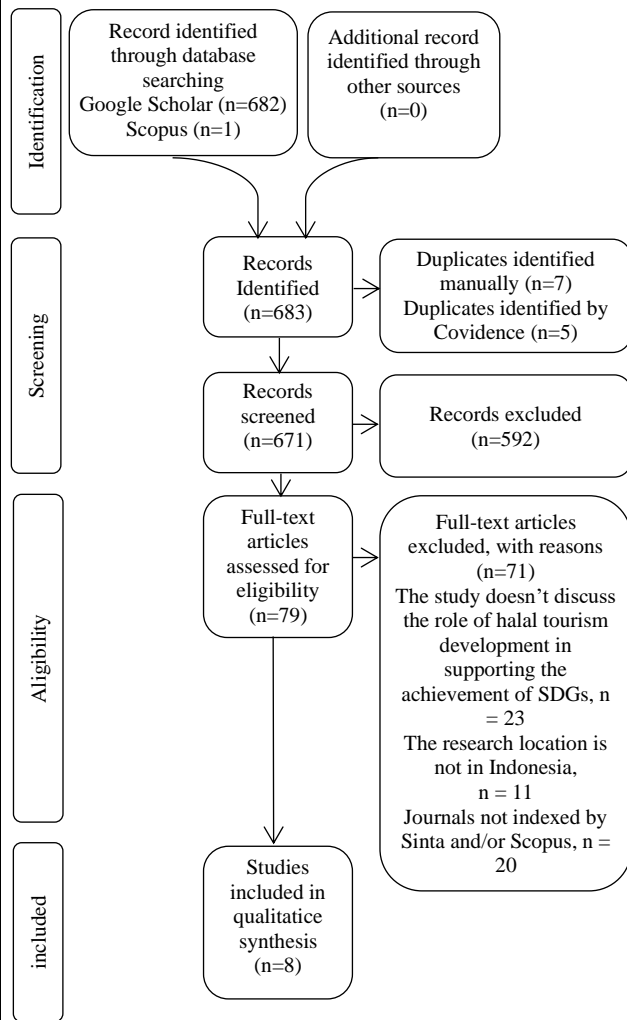 Identification
Record identified
through database
searching
Google Scholar (n=682)
Scopus (n=1)
Additional record
identified through
other sources
(n=0)
Screening
Records
Identified
(n=683)
Duplicates identified
manually (n=7)
Duplicates identified by
Covidence (n=5)
Records
screened
(n=671)
Records excluded
(n=592)
Aligibility
Full-text
articles
assessed for
eligibility
(n=79)
Full-text articles
excluded, with reasons
(n=71)
The study doesn’t discuss
the role of halal tourism
development in
supporting the
achievement of SDGs, n
= 23
The research location is
not in Indonesia,
n = 11
Journals not indexed by
Sinta and/or Scopus, n =
20
included
Studies
included in
qualitatice
synthesis
(n=8)